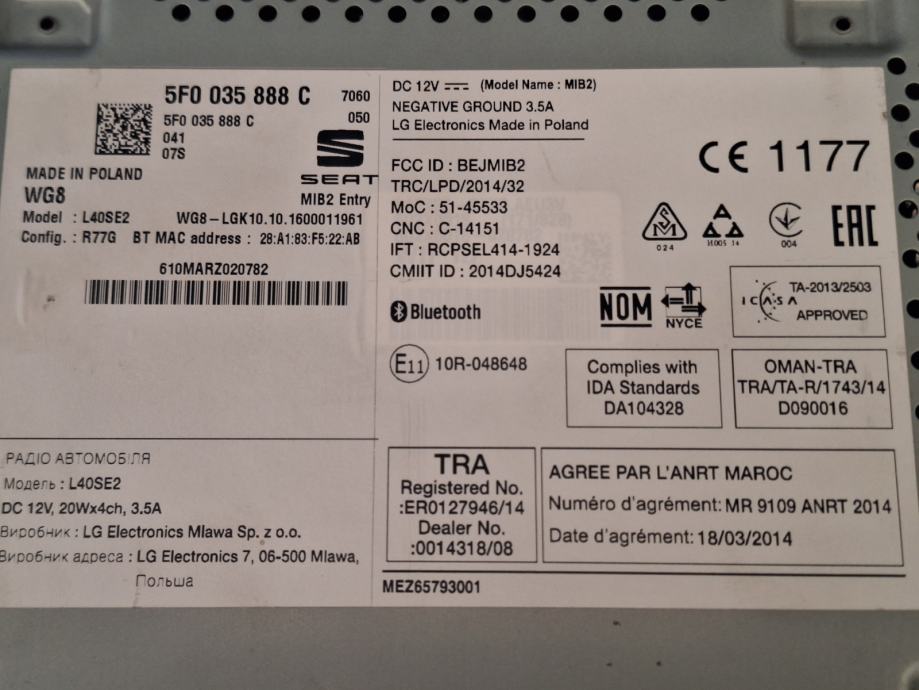 5F0 035 888 C 7060
5F0 035 888 C 050
041
07S
SEAT
MADE IN POLAND
WG8 MIB2 Entry
Model : L40SE2 WG8-LGK10.10.1600011961
Config. : R77G BT MAC address : 28:A1:83:F5:22:AB
610MARZ020782
РАДІО АВТОМОБІЛЯ
Модель : L40SE2
DC 12V, 20Wx4ch, 3.5A
Виробник : LG Electronics Mlawa Sp. z o.o.
Виробник адреса : LG Electronics 7, 06-500 Mlawa,
Польша
DC 12V (Model Name : MIB2)
NEGATIVE GROUND 3.5A
LG Electronics Made in Poland
FCC ID : BEJMIB2
TRC/LPD/2014/32
MoC : 51-45533
CNC : C-14151
IFT : RCPSEL414-1924
CMIIT ID : 2014DJ5424
CE 1177
024
H005 14
004
EAC
Bluetooth
NOM
NYCE
ICASA
TA-2013/2503
APPROVED
E11 10R-048648
Complies with
IDA Standards
DA104328
OMAN-TRA
TRA/TA-R/1743/14
D090016
TRA
Registered No.
:ER0127946/14
Dealer No.
:0014318/08
AGREE PAR L'ANRT MAROC
Numéro d'agrément: MR 9109 ANRT 2014
Date d'agrément: 18/03/2014
MEZ65793001